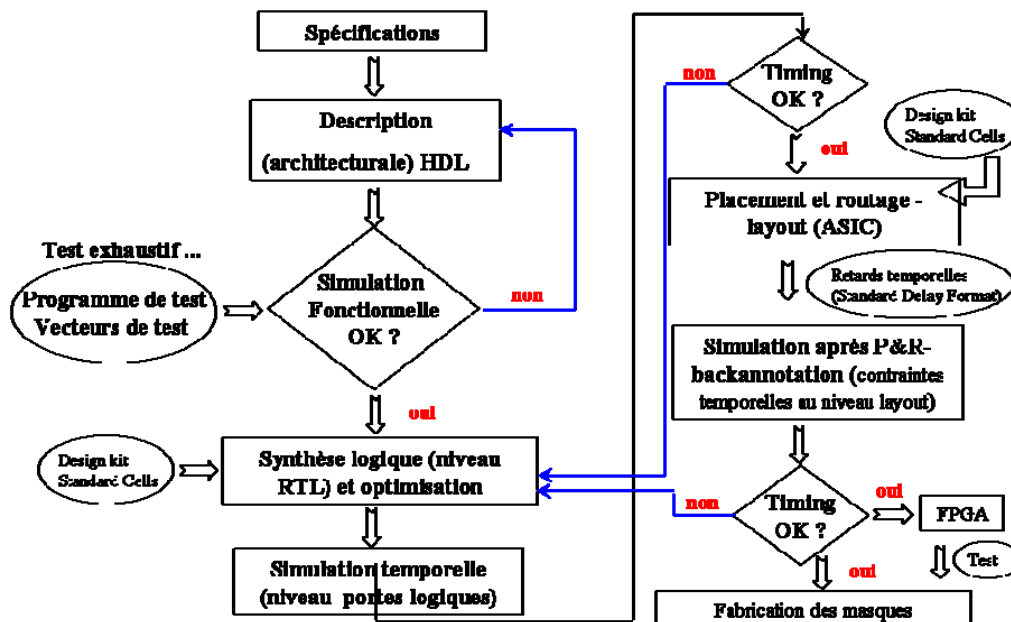 Spécifications
Description
(architecturale) HDL
Test exhaustif ...
Programme de test
Vecteurs de test
Simulation
Fonctionnelle
OK ?
non
oui
Design kit
Standard Cells
Synthèse logique (niveau
RTL) et optimisation
Simulation temporelle
(niveau portes logiques)
Timing
OK ?
non
oui
Design kit
Standard Cells
Placement et routage -
layout (ASIC)
Retards temporelles
(Standard Delay Format)
Simulation après P&R-
backannotation (contraintes
temporelles au niveau layout)
Timing
OK ?
non
oui
FPGA
Test
oui
Fabrication des masques